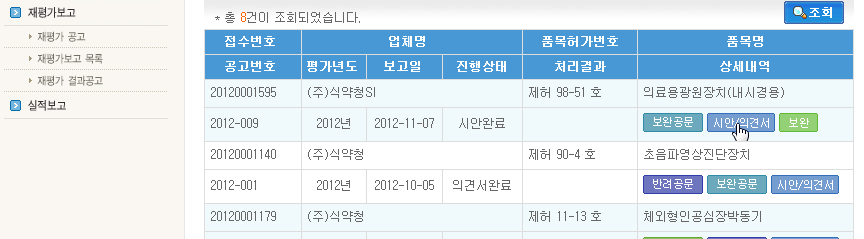 재평가보고
재평가 공고
재평가보고 목록
재평가 결과공고
실적보고
* 총 8건이 조회되었습니다.
조회
접수번호 업체명 품목허가번호 품목명
공고번호 평가년도 보고일 진행상태 처리결과 상세내역
20120001595 (주)식약청SI 제허 98-51 호 의료용광원장치(내시경용)
2012-009 2012년 2012-11-07 시안완료 보완공문 시안/의견서 보완
20120001140 (주)식약청 제허 90-4 호 초음파영상진단장치
2012-001 2012년 2012-10-05 의견서완료 반려공문 보완공문 시안/의견서
20120001179 (주)식약청 제허 11-13 호 체외형인공심장박동기